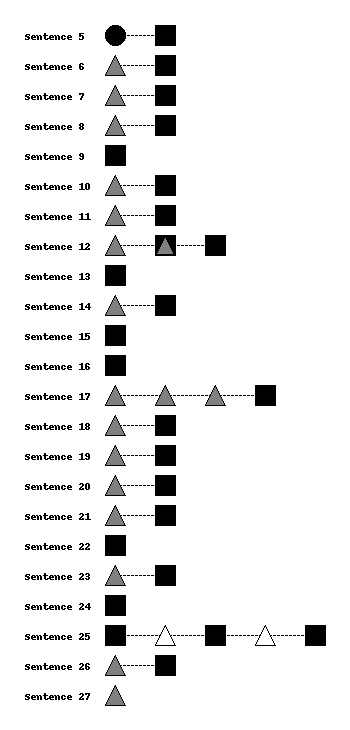 Sentence 5
Sentence 6
Sentence 7
Sentence 8
Sentence 9
Sentence 10
Sentence 11
Sentence 12
Sentence 13
Sentence 14
Sentence 15
Sentence 16
Sentence 17
Sentence 18
Sentence 19
Sentence 20
Sentence 21
Sentence 22
Sentence 23
Sentence 24
Sentence 25
Sentence 26
Sentence 27